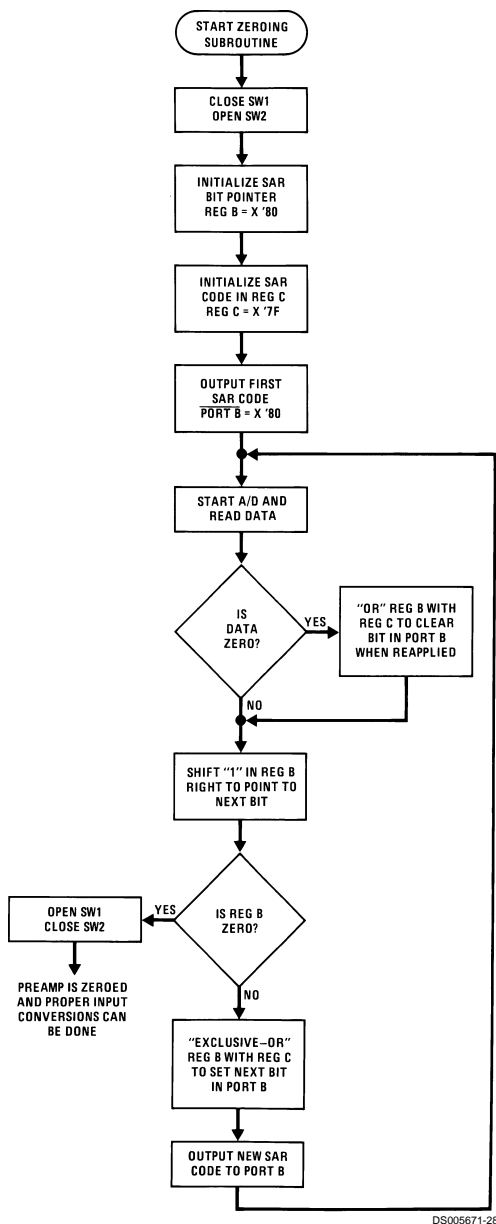 START ZEROING
SUBROUTINE
CLOSE SW1
OPEN SW2
INITIALIZE SAR
BIT POINTER
REG B = X '80
INITIALIZE SAR
CODE IN REG C
REG C = X '7F
OUTPUT FIRST
SAR CODE
PORT B = X '80
START A/D AND
READ DATA
IS
DATA
ZERO?
YES
"OR" REG B WITH
REG C TO CLEAR
BIT IN PORT B
WHEN REAPPLIED
NO
SHIFT "1" IN REG B
RIGHT TO POINT TO
NEXT BIT
IS REG B
ZERO?
YES
OPEN SW1
CLOSE SW2
PREAMP IS ZEROED
AND PROPER INPUT
CONVERSIONS CAN
BE DONE
NO
"EXCLUSIVE–OR"
REG B WITH REG C
TO SET NEXT BIT
IN PORT B
OUTPUT NEW SAR
CODE TO PORT B
DS005671-28